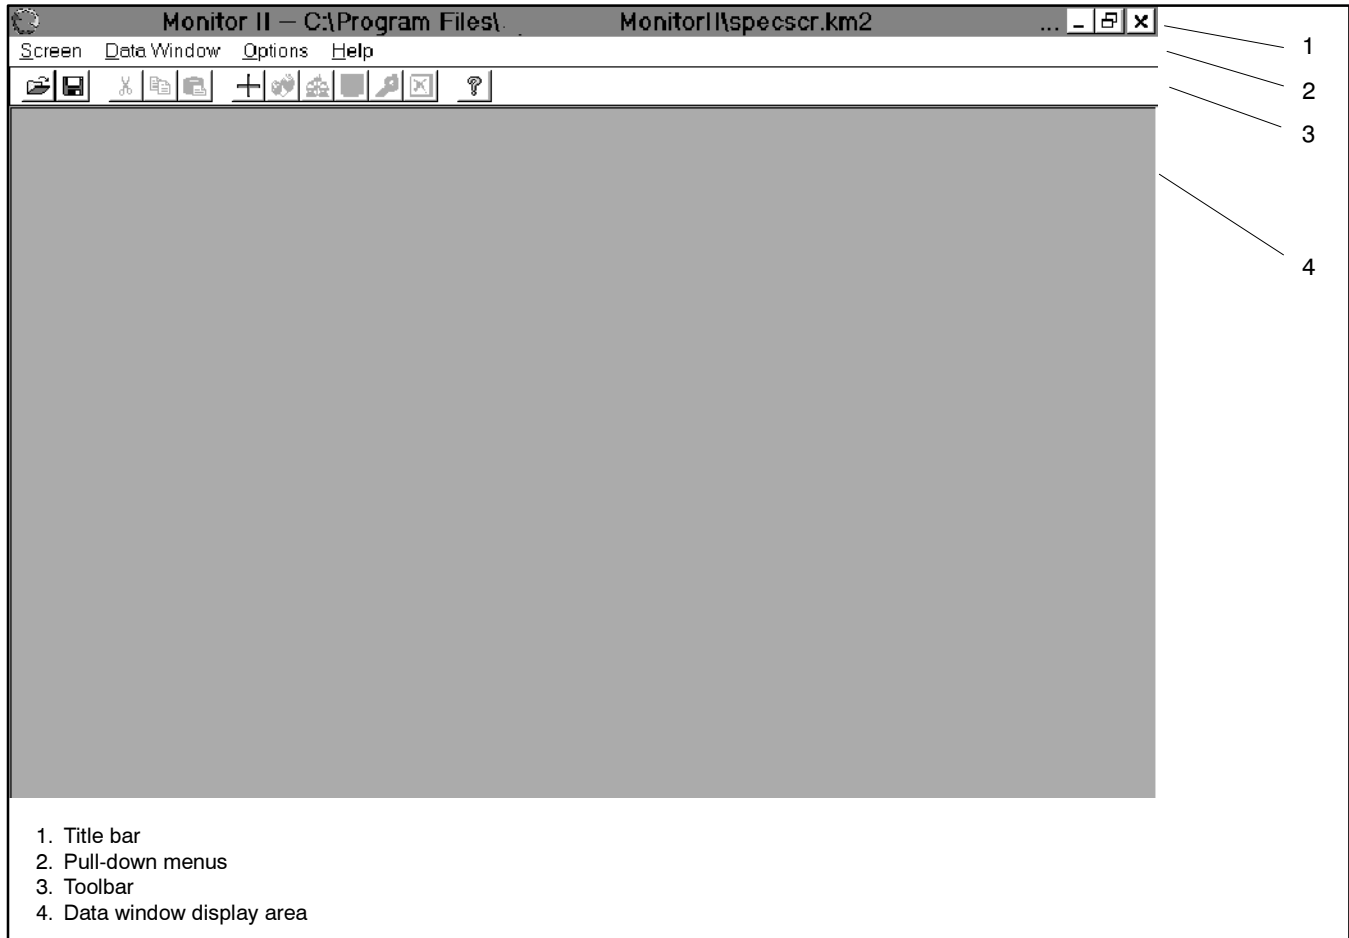 Monitor II – C:\Program Files\. MonitorII\specscr.km2 ...
Screen Data Window Options Help
1
2
3
4
1. Title bar
2. Pull-down menus
3. Toolbar
4. Data window display area